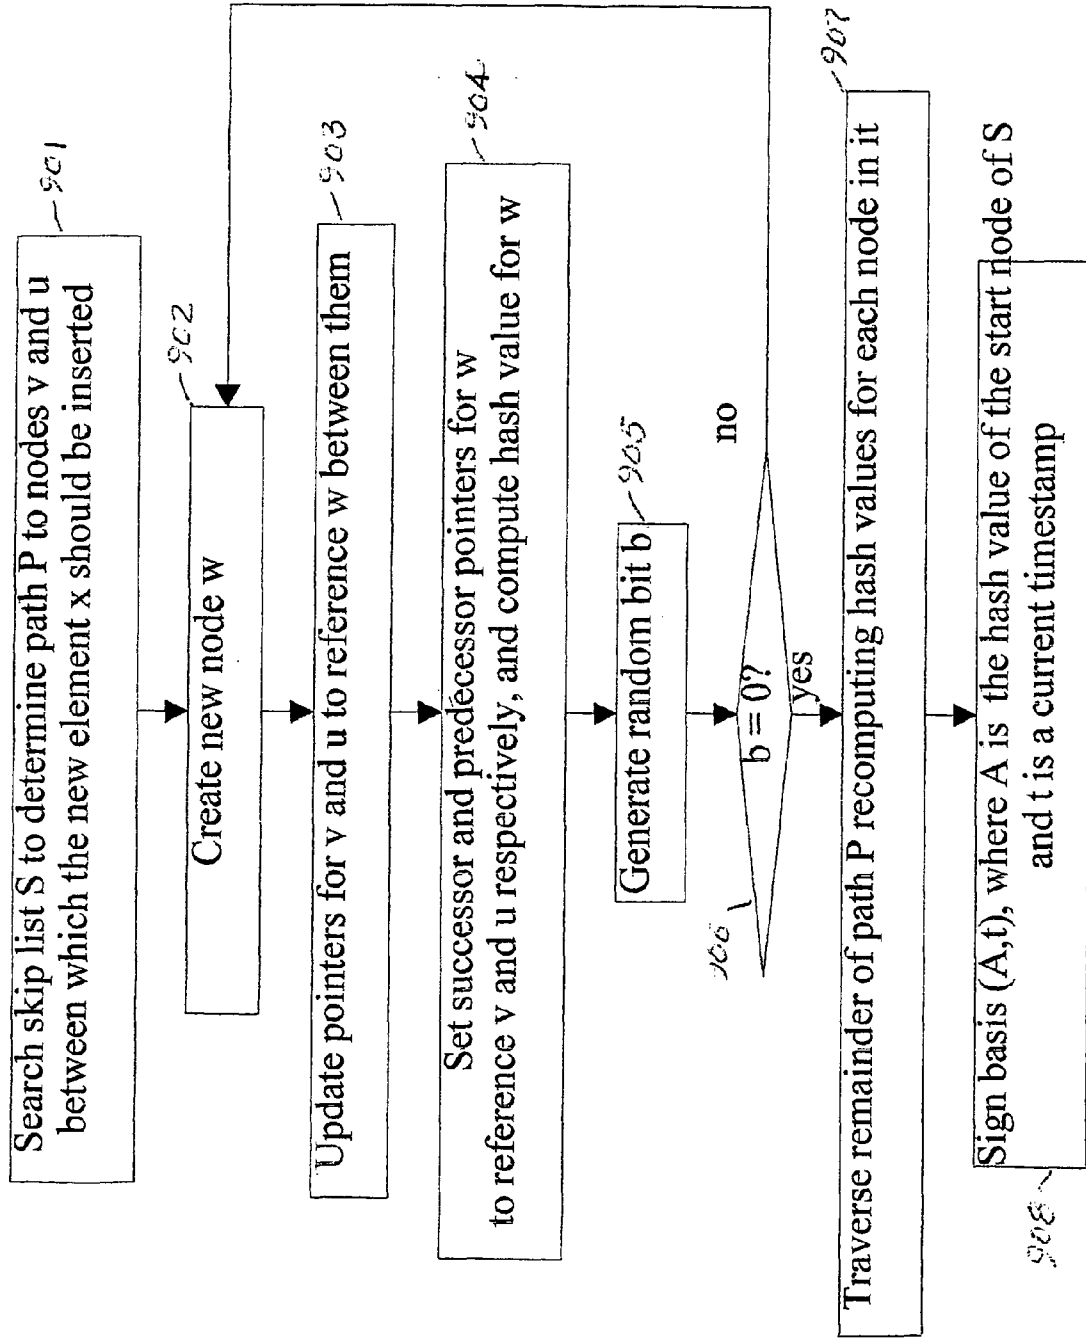 Search skip list S to determine path P to nodes v and u
between which the new element x should be inserted
901
Create new node w
902
Update pointers for v and u to reference w between them
903
Set successor and predecessor pointers for w
to reference v and u respectively, and compute hash value for w
904
Generate random bit b
905
b = 0?
906
no
yes
Traverse remainder of path P recomputing hash values for each node in it
907
Sign basis (A,t), where A is the hash value of the start node of S
and t is a current timestamp
908